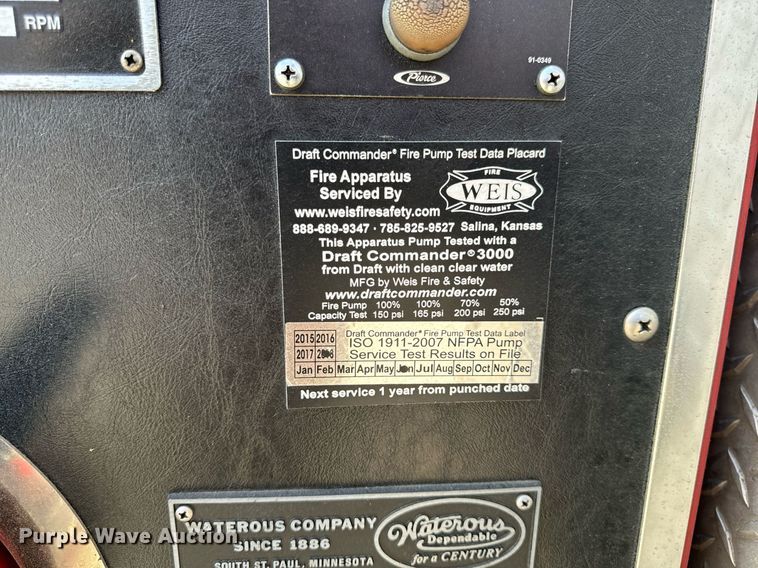 RPM
Pierce
91-0349
Draft Commander® Fire Pump Test Data Placard
Fire Apparatus
Serviced By
FIRE
WEIS
EQUIPMENT
www.weisfiresafety.com
888-689-9347 · 785-825-9527 Salina, Kansas
This Apparatus Pump Tested with a
Draft Commander®3000
from Draft with clean clear water
MFG by Weis Fire & Safety
www.draftcommander.com
Fire Pump 100% 100% 70% 50%
Capacity Test 150 psi 165 psi 200 psi 250 psi
Draft Commander® Fire Pump Test Data Label
2015 2016 ISO 1911-2007 NFPA Pump
2017 Service Test Results on File
Jan Feb Mar Apr May Jun Jul Aug Sep Oct Nov Dec
Next service 1 year from punched date
WATEROUS COMPANY
SINCE 1886
SOUTH ST. PAUL, MINNESOTA
Waterous
Dependable
for a CENTURY
Purple Wave Auction